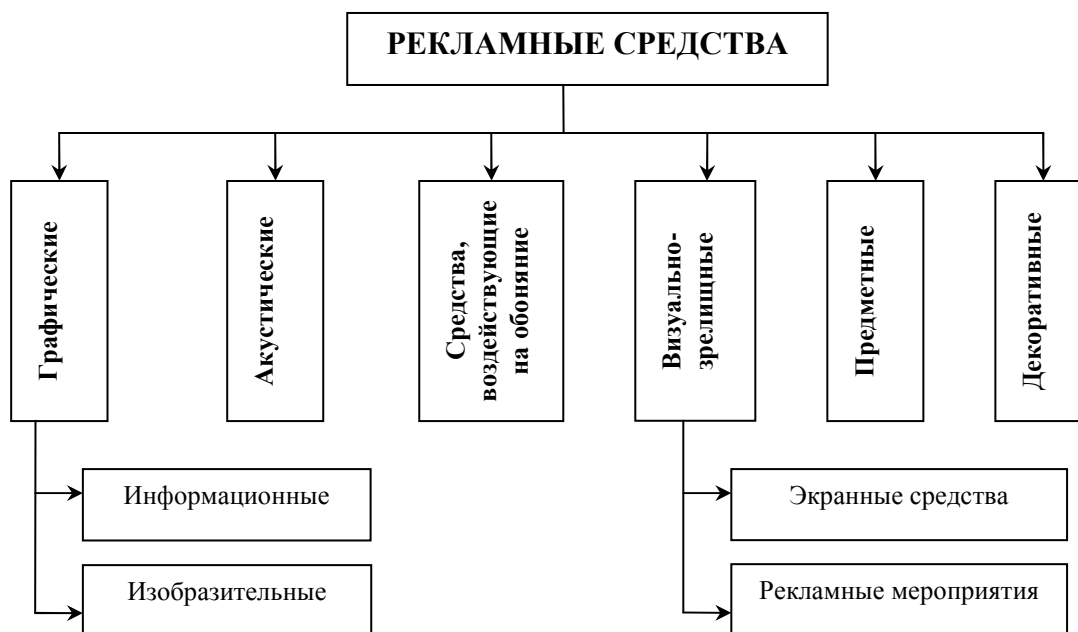 РЕКЛАМНЫЕ СРЕДСТВА
Графические
Акустические
Средства,
воздействующие
на обоняние
Визуально-
зрелищные
Предметные
Декоративные
Информационные
Изобразительные
Экранные средства
Рекламные мероприятия